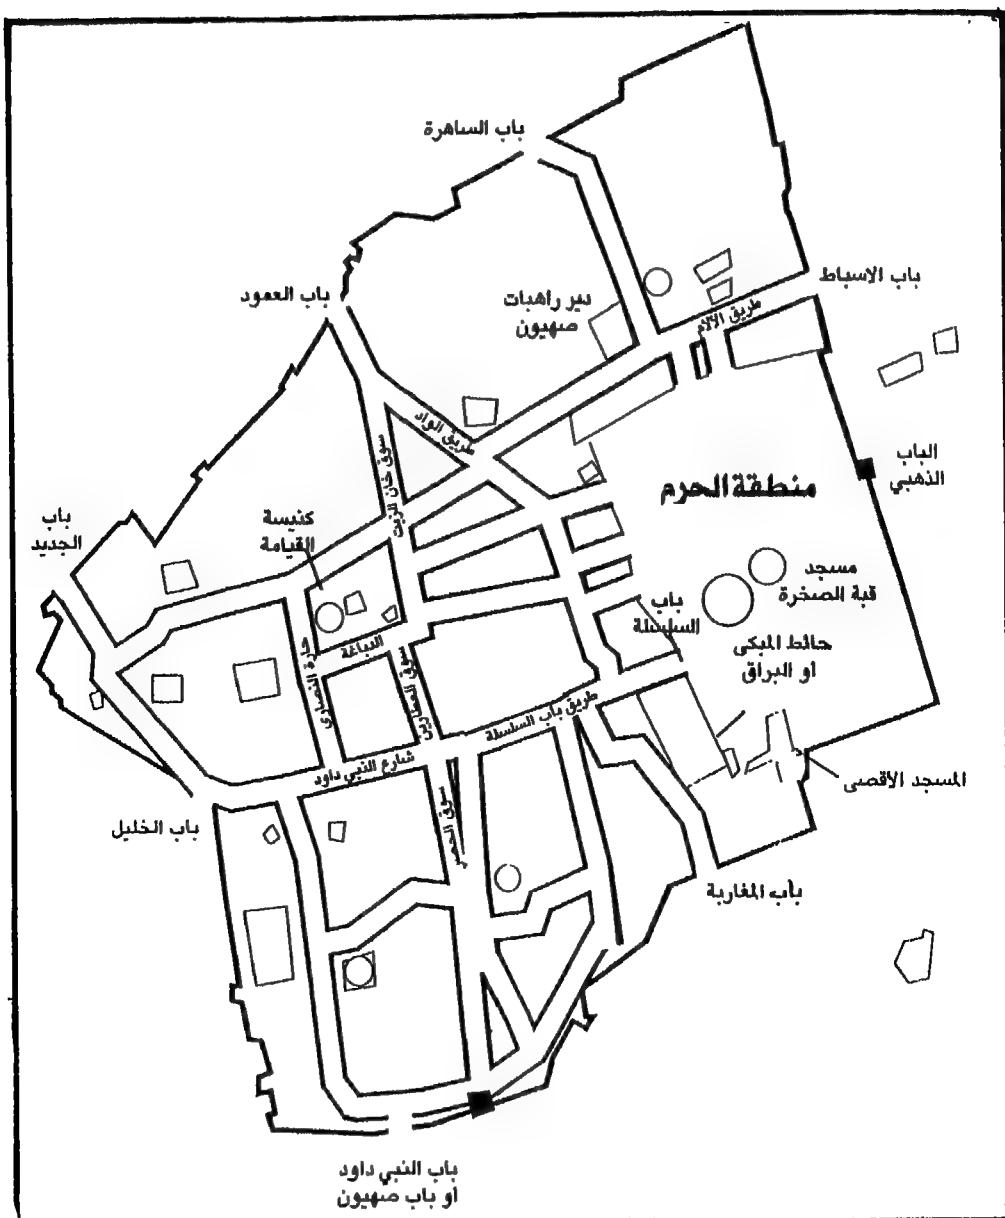 باب الساهرة
باب الاسباط
طريق الآلام
دير راهبات
صهيون
باب العمود
طريق الواد
سوق خان الزيت
الباب
الذهبي
منطقة الحرم
كنيسة
القيامة
باب
الجديد
مسجد
قبة الصخرة
باب
السلسلة
حائط المبكى
او البراق
الدباغة
حارة النصارى
سوق العطارين
طريق باب السلسلة
شارع النبي داود
المسجد الاقصى
سوق الحصر
باب الخليل
باب المغاربة
باب النبي داود
او باب صهيون